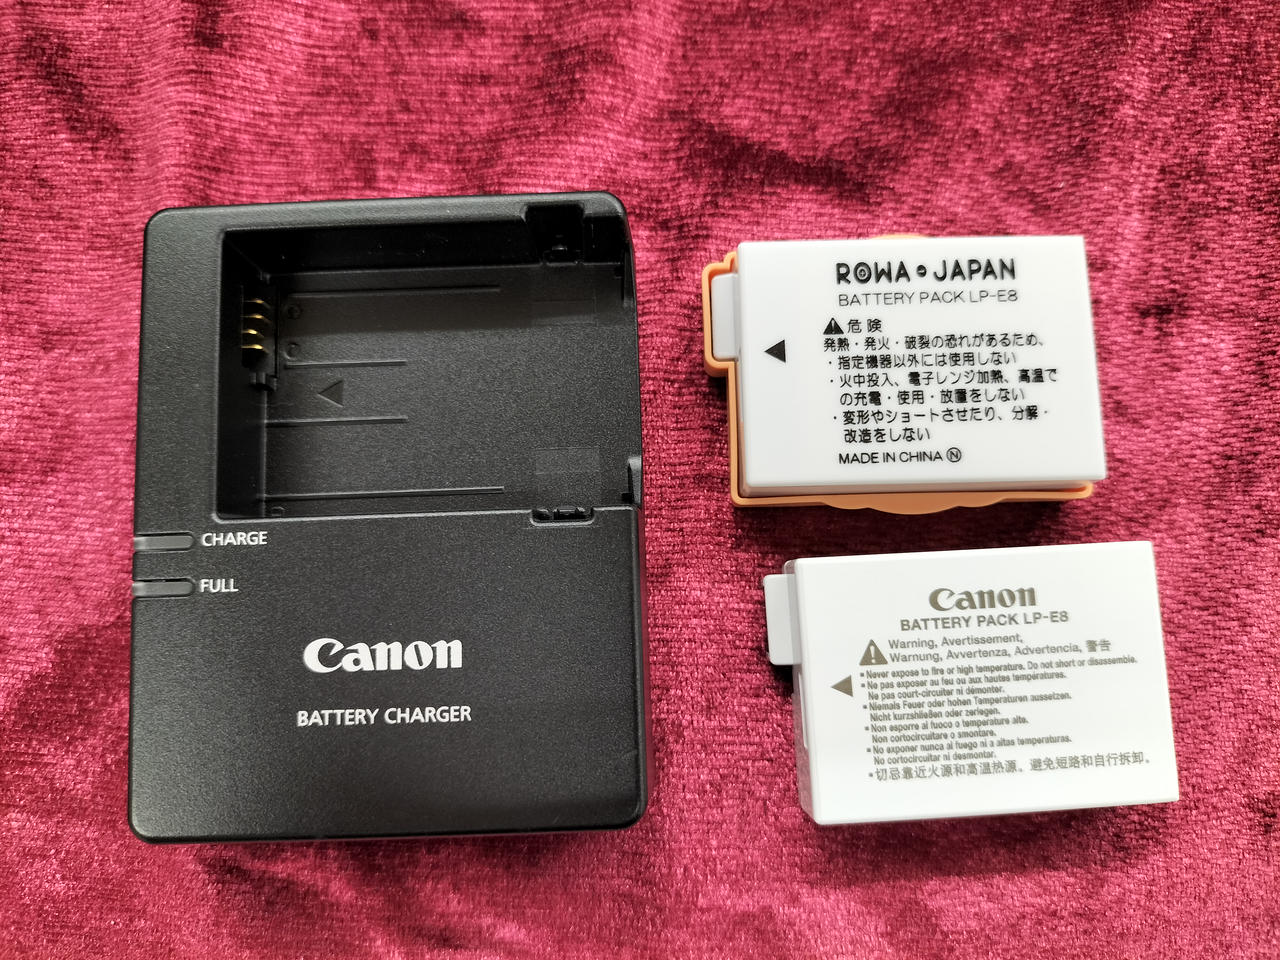 CHARGE
FULL
Canon
BATTERY CHARGER
ROWA JAPAN
BATTERY PACK LP-E8
危険
発熱・発火・破裂の恐れがあるため、
・指定機器以外には使用しない
・火中投入、電子レンジ加熱、高温で
の充電・使用・放置をしない
・変形やショートさせたり、分解・
改造をしない
MADE IN CHINA Ⓝ
Canon
BATTERY PACK LP-E8
Warning, Avertissement,
Warnung, Avvertenza, Advertencia, 警告
▪ Never expose to fire or high temperature. Do not short or disassemble.
▪ Ne pas exposer au feu ou aux hautes températures.
Ne pas court-circuiter ni démonter.
▪ Niemals Feuer oder hohen Temperaturen aussetzen.
Nicht kurzshließen oder zerlegen.
▪ Non esporre al fuoco o temperature alte.
Non cortocircuitare o smontare.
▪ No exponer nunca al fuego ni a altas temperaturas.
No cortocircuitar ni desmontar.
▪ 切忌靠近火源和高温热源。避免短路和自行拆卸。